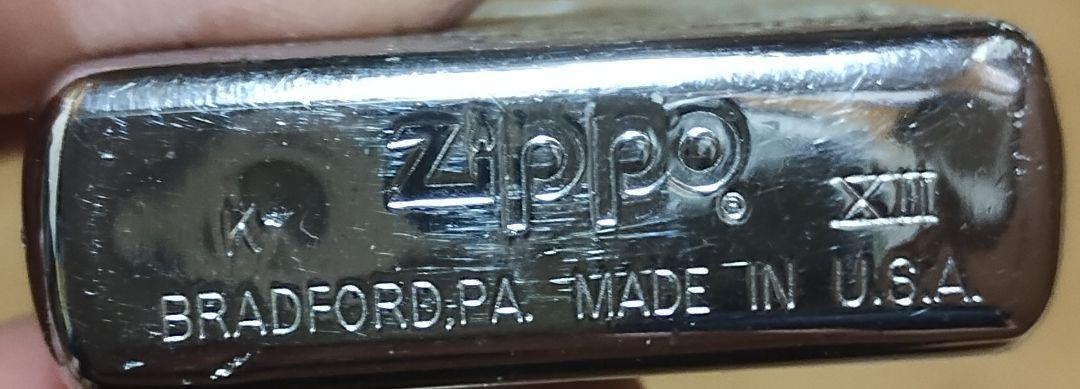 Zippo®
K XIII
BRADFORD,PA. MADE IN U.S.A.